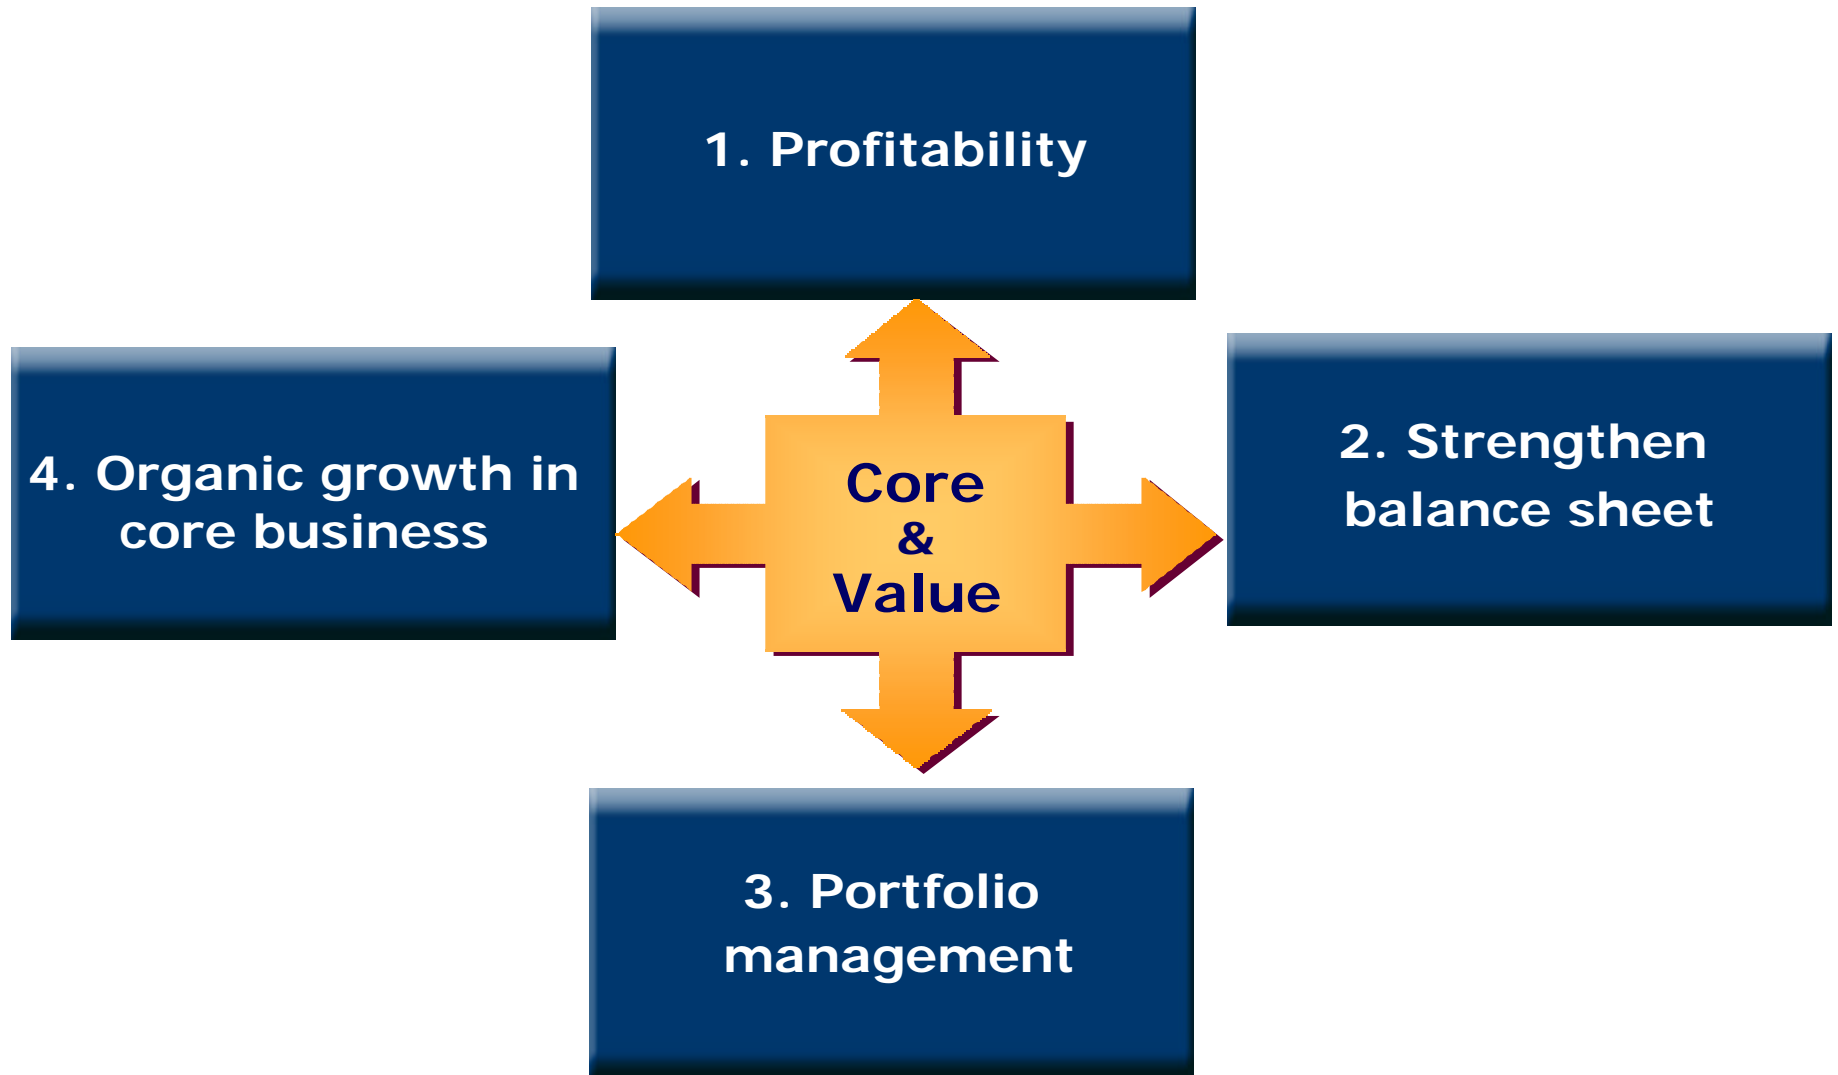 1. Profitability
2. Strengthen
balance sheet
3. Portfolio
management
4. Organic growth in
core business
Core
&
Value